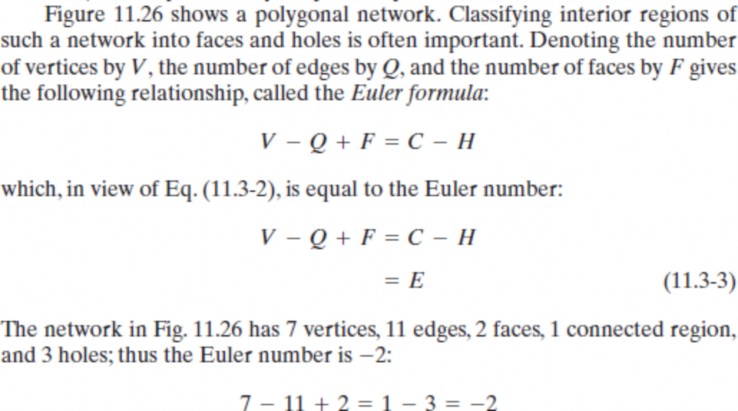 Figure 11.26 shows a polygonal network. Classifying interior regions of
such a network into faces and holes is often important. Denoting the number
of vertices by V, the number of edges by Q, and the number of faces by F gives
the following relationship, called the Euler formula:
V − Q + F = C − H
which, in view of Eq. (11.3-2), is equal to the Euler number:
V − Q + F = C − H
= E (11.3-3)
The network in Fig. 11.26 has 7 vertices, 11 edges, 2 faces, 1 connected region,
and 3 holes; thus the Euler number is −2:
7 − 11 + 2 = 1 − 3 = −2